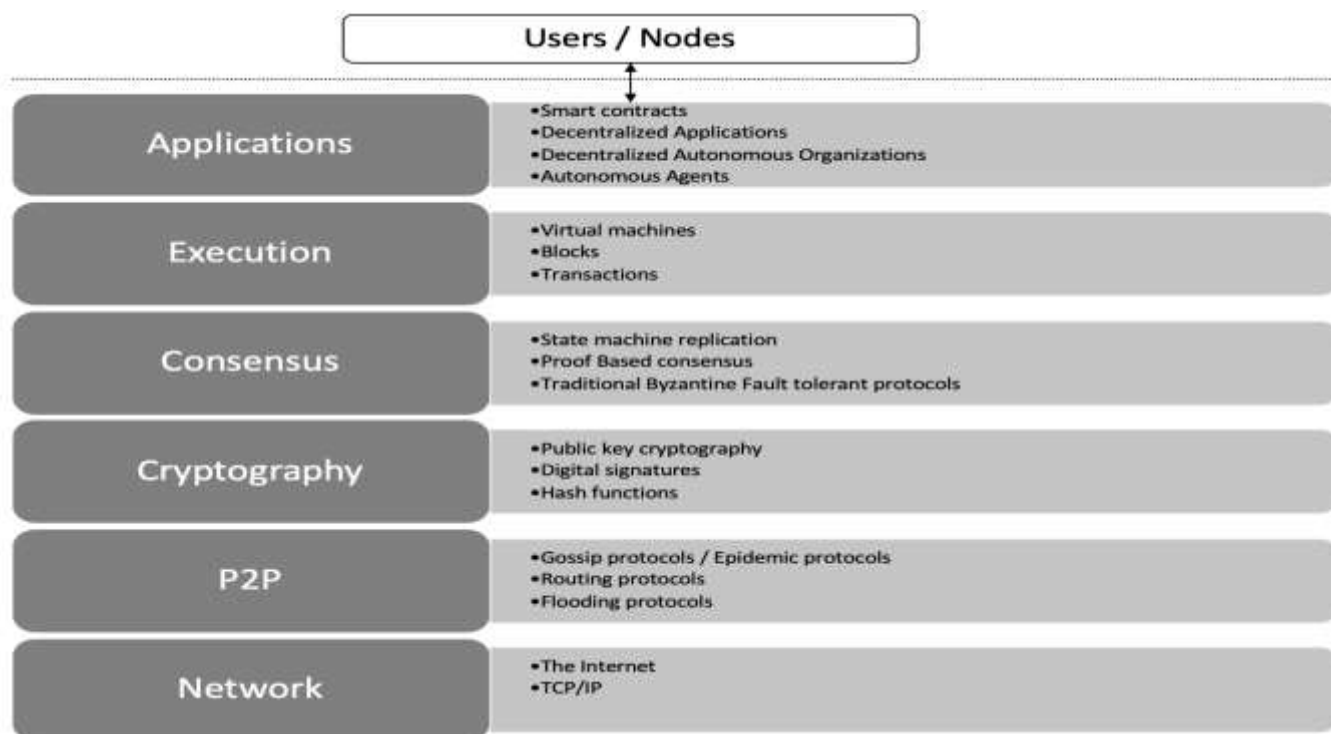 Users / Nodes
Applications
•Smart contracts
•Decentralized Applications
•Decentralized Autonomous Organizations
•Autonomous Agents
Execution
•Virtual machines
•Blocks
•Transactions
Consensus
•State machine replication
•Proof Based consensus
•Traditional Byzantine Fault tolerant protocols
Cryptography
•Public key cryptography
•Digital signatures
•Hash functions
P2P
•Gossip protocols / Epidemic protocols
•Routing protocols
•Flooding protocols
Network
•The Internet
•TCP/IP